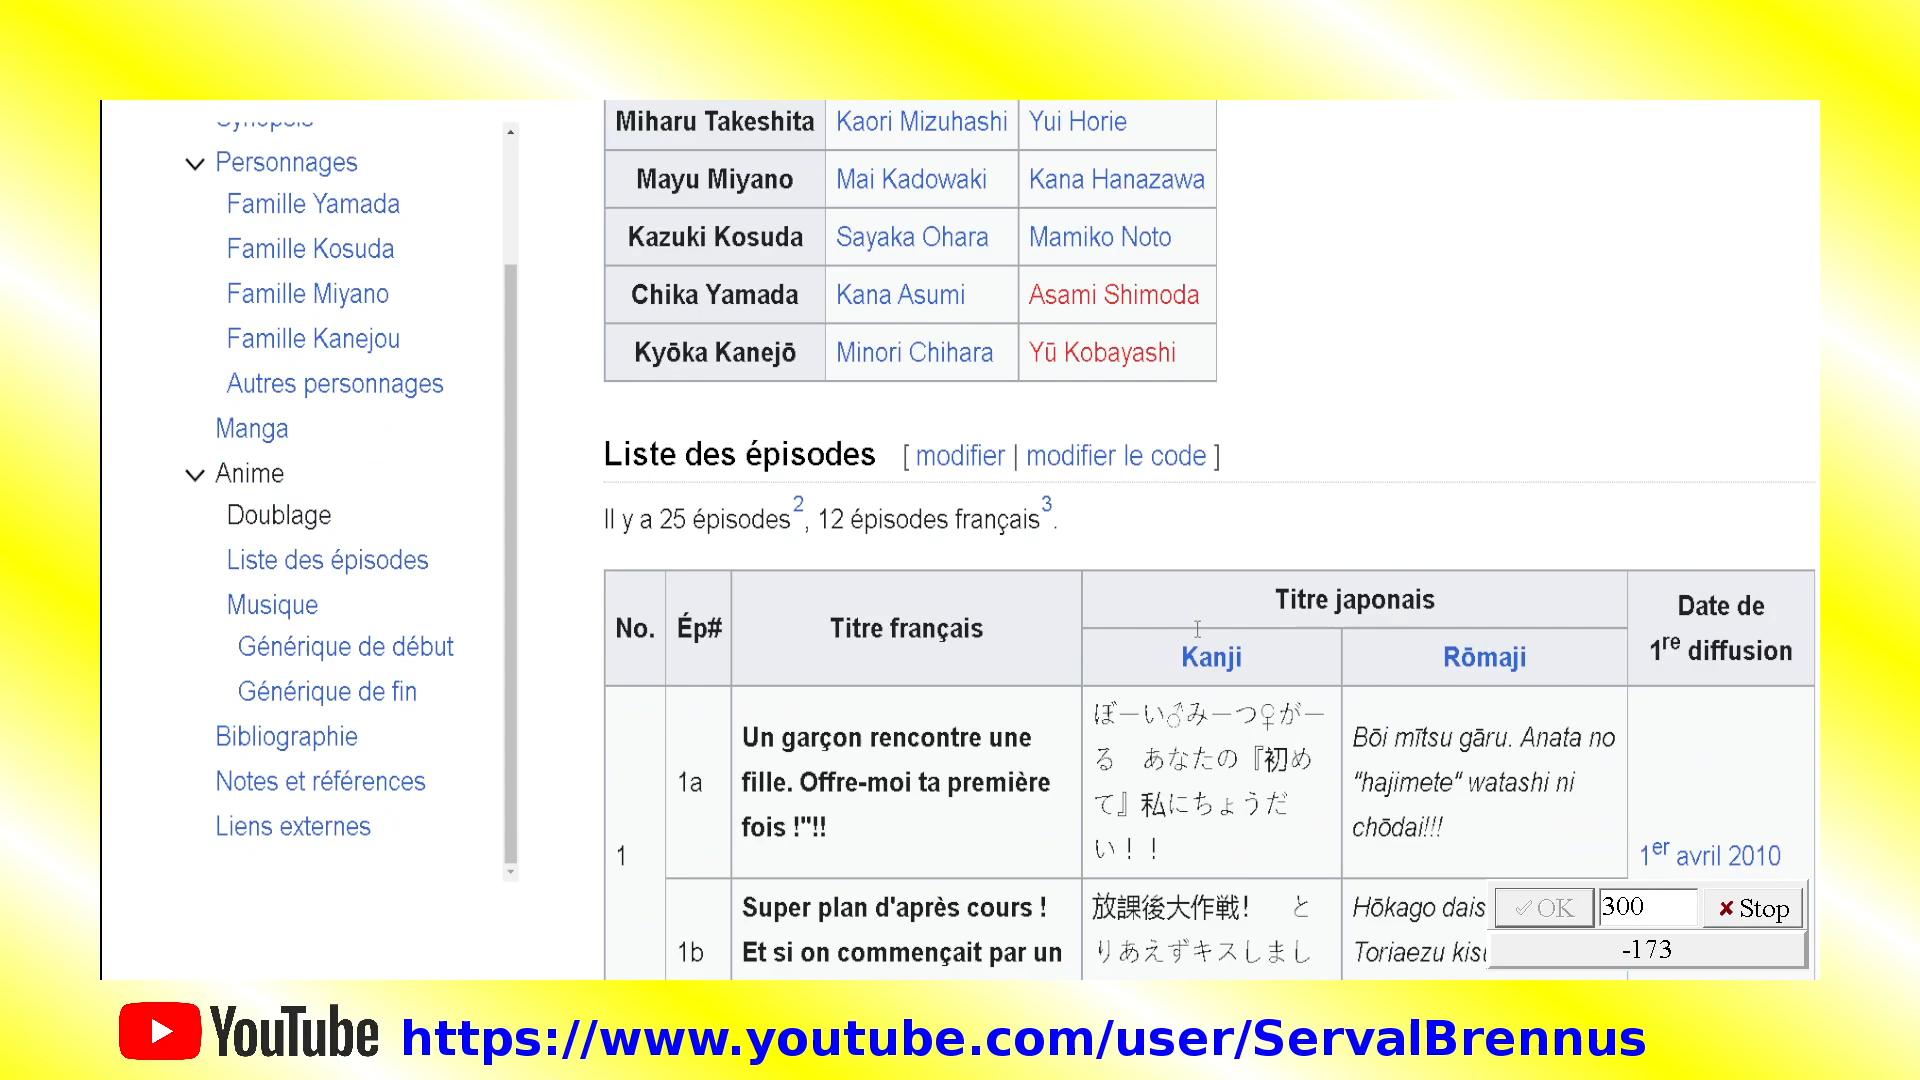 Synopsis
Personnages
Famille Yamada
Famille Kosuda
Famille Miyano
Famille Kanejou
Autres personnages
Manga
Anime
Doublage
Liste des épisodes
Musique
Générique de début
Générique de fin
Bibliographie
Notes et références
Liens externes
Miharu Takeshita Kaori Mizuhashi Yui Horie
Mayu Miyano Mai Kadowaki Kana Hanazawa
Kazuki Kosuda Sayaka Ohara Mamiko Noto
Chika Yamada Kana Asumi Asami Shimoda
Kyōka Kanejō Minori Chihara Yū Kobayashi
Liste des épisodes [ modifier | modifier le code ]
Il y a 25 épisodes2, 12 épisodes français3.
No. Ép# Titre français Titre japonais Date de
1re diffusion
Kanji Rōmaji
1
1a
Un garçon rencontre une
fille. Offre-moi ta première
fois !"!!
ぼーい♂みーつ♀がー
る　あなたの『初め
て』私にちょうだ
い！！
Bōi mītsu gāru. Anata no
"hajimete" watashi ni
chōdai!!!
1er avril 2010
1b
Super plan d'après cours !
Et si on commençait par un
放課後大作戦!　と
りあえずキスしまし
Hōkago dais
Toriaezu kis
OK 300 Stop
-173
YouTube https://www.youtube.com/user/ServalBrennus